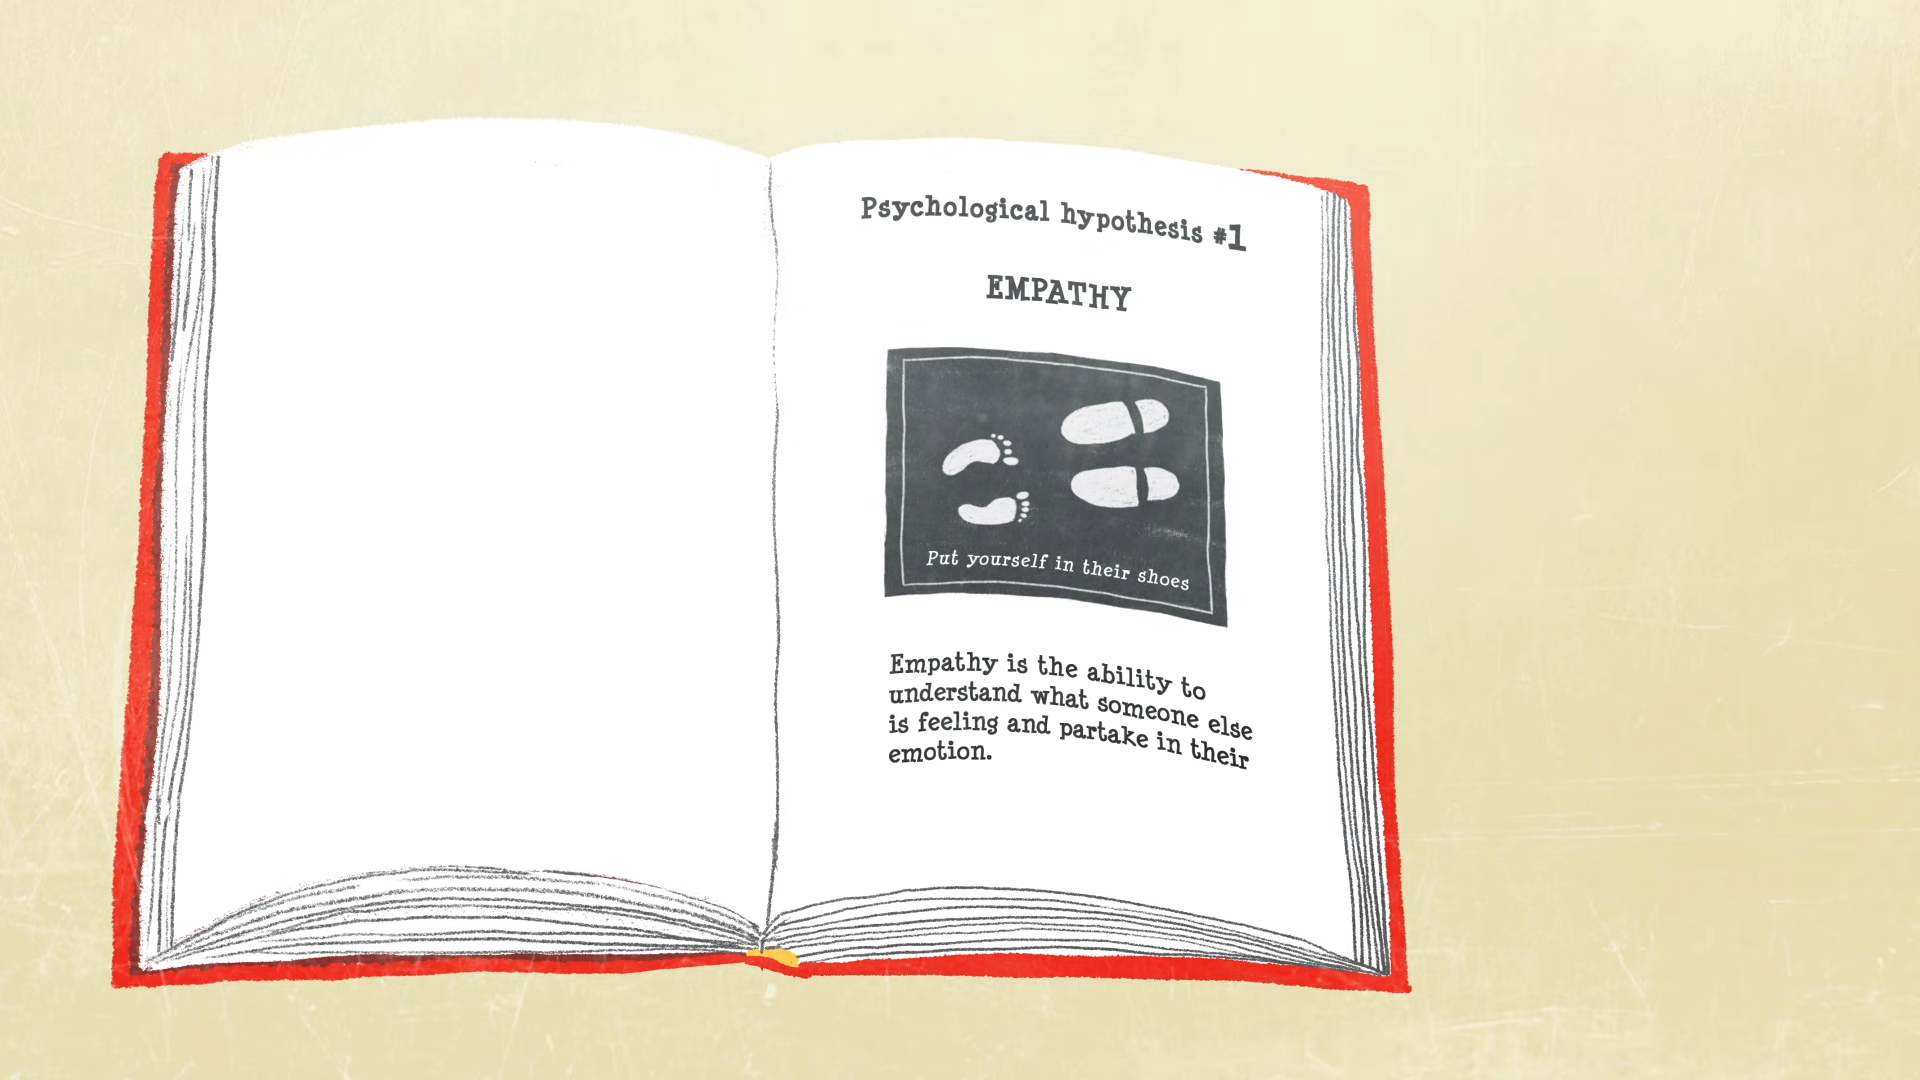 Psychological hypothesis #1
EMPATHY
Put yourself in their shoes
Empathy is the ability to
understand what someone else
is feeling and partake in their
emotion.